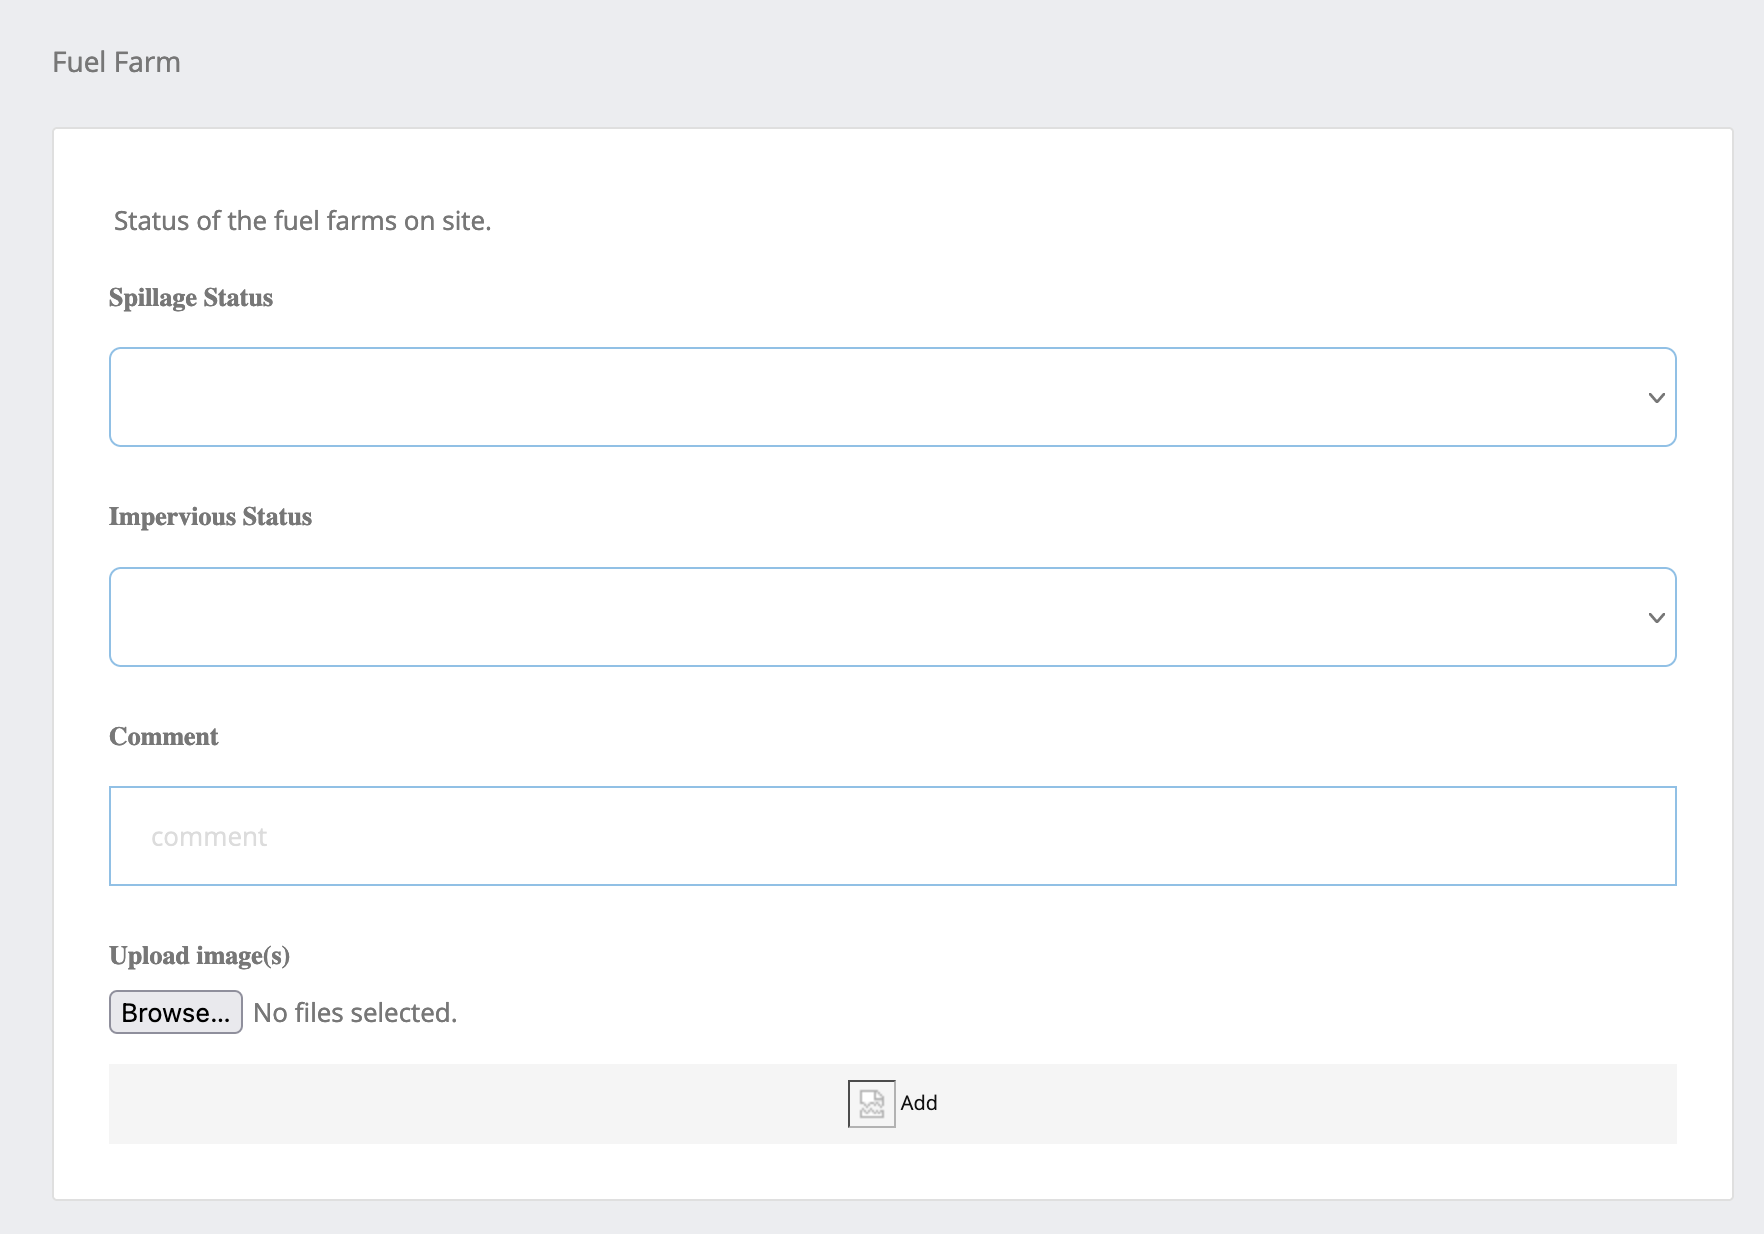 Fuel Farm
Status of the fuel farms on site.
Spillage Status
Impervious Status
Comment
comment
Upload image(s)
Browse... No files selected.
Add